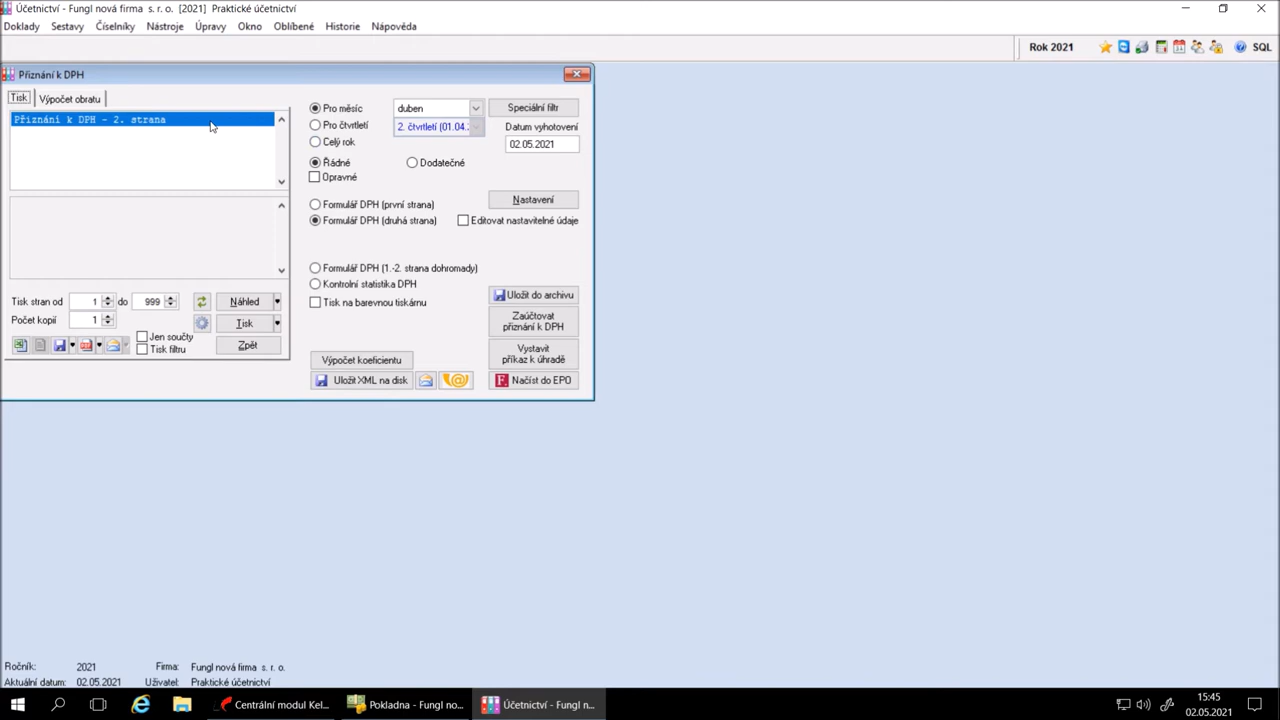 Účetnictví - Fungl nová firma s. r. o. [2021] Praktické účetnictví
Doklady Sestavy Číselníky Nástroje Úpravy Okno Oblíbené Historie Nápověda
Rok 2021
SQL
Přiznání k DPH
Tisk Výpočet obratu
Přiznání k DPH - 2. strana
Tisk stran od 1 do 999 Náhled
Počet kopií 1 Tisk
Jen součty
Tisk filtru
Zpět
Pro měsíc duben Speciální filtr
Pro čtvrtletí 2. čtvrtletí (01.04.: Datum vyhotovení
Celý rok 02.05.2021
Řádné Dodatečné
Opravné
Nastavení
Formulář DPH (první strana)
Formulář DPH (druhá strana) Editovat nastavitelné údaje
Formulář DPH (1.-2. strana dohromady)
Kontrolní statistika DPH
Tisk na barevnou tiskárnu
Uložit do archivu
Zaúčtovat
přiznání k DPH
Vystavit
příkaz k úhradě
Výpočet koeficientu
Uložit XML na disk Načíst do EPO
Ročník: 2021 Firma: Fungl nová firma s. r. o.
Aktuální datum: 02.05.2021 Uživatel: Praktické účetnictví
Centrální modul Kel...
Pokladna - Fungl no...
Účetnictví - Fungl n...
15:45
02.05.2021